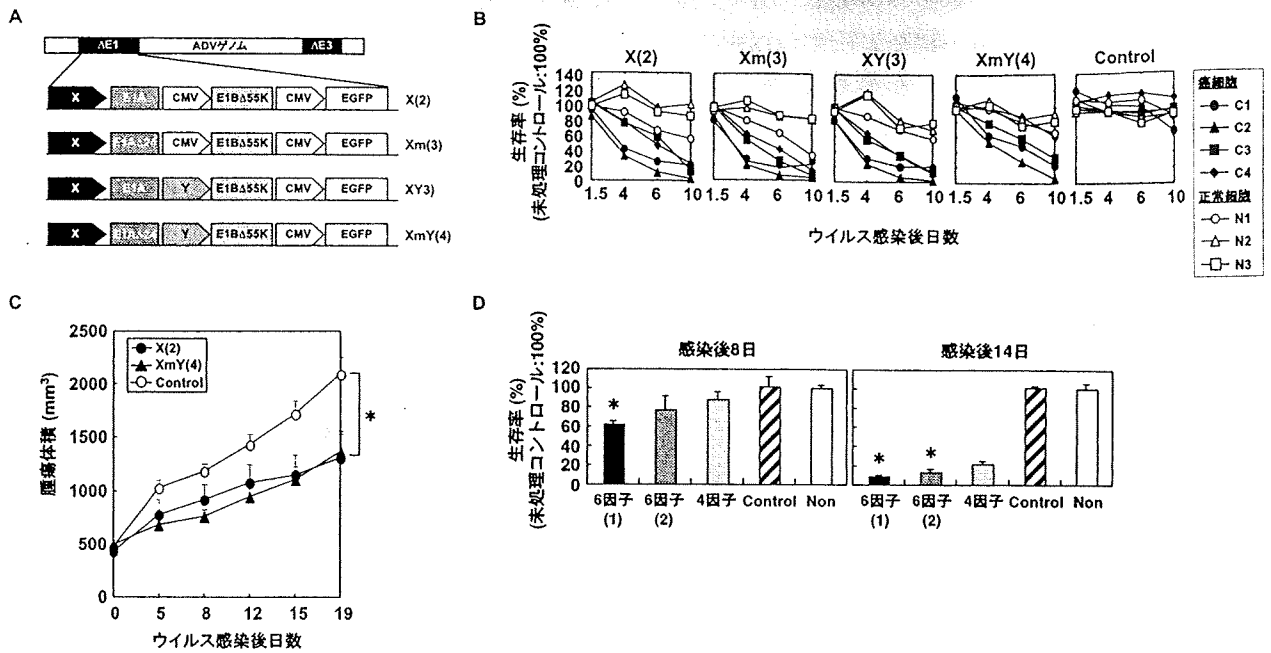 A
ΔE1 ADVゲノム ΔE3
X CMV E1BΔ55K CMV EGFP X(2)
X CMV E1BΔ55K CMV EGFP Xm(3)
X Y E1BΔ55K CMV EGFP XY3)
X Y E1BΔ55K CMV EGFP XmY(4)
B
X(2) Xm(3) XY(3) XmY(4) Control
生存率 (%)
(未処理コントロール:100%)
140
120
100
80
60
40
20
0
1.5 4 6 10 1.5 4 6 10 1.5 4 6 10 1.5 4 6 10 1.5 4 6 10
ウイルス感染後日数
癌細胞
C1
C2
C3
C4
正常細胞
N1
N2
N3
C
腫瘍体積 (mm³)
2500
2000
1500
1000
500
0
X(2)
XmY(4)
Control
*
0 5 8 12 15 19
ウイルス感染後日数
D
感染後8日 感染後14日
生存率 (%)
(未処理コントロール:100%)
120
100
80
60
40
20
0
* * *
6因子 6因子 4因子 Control Non 6因子 6因子 4因子 Control Non
(1) (2) (1) (2)